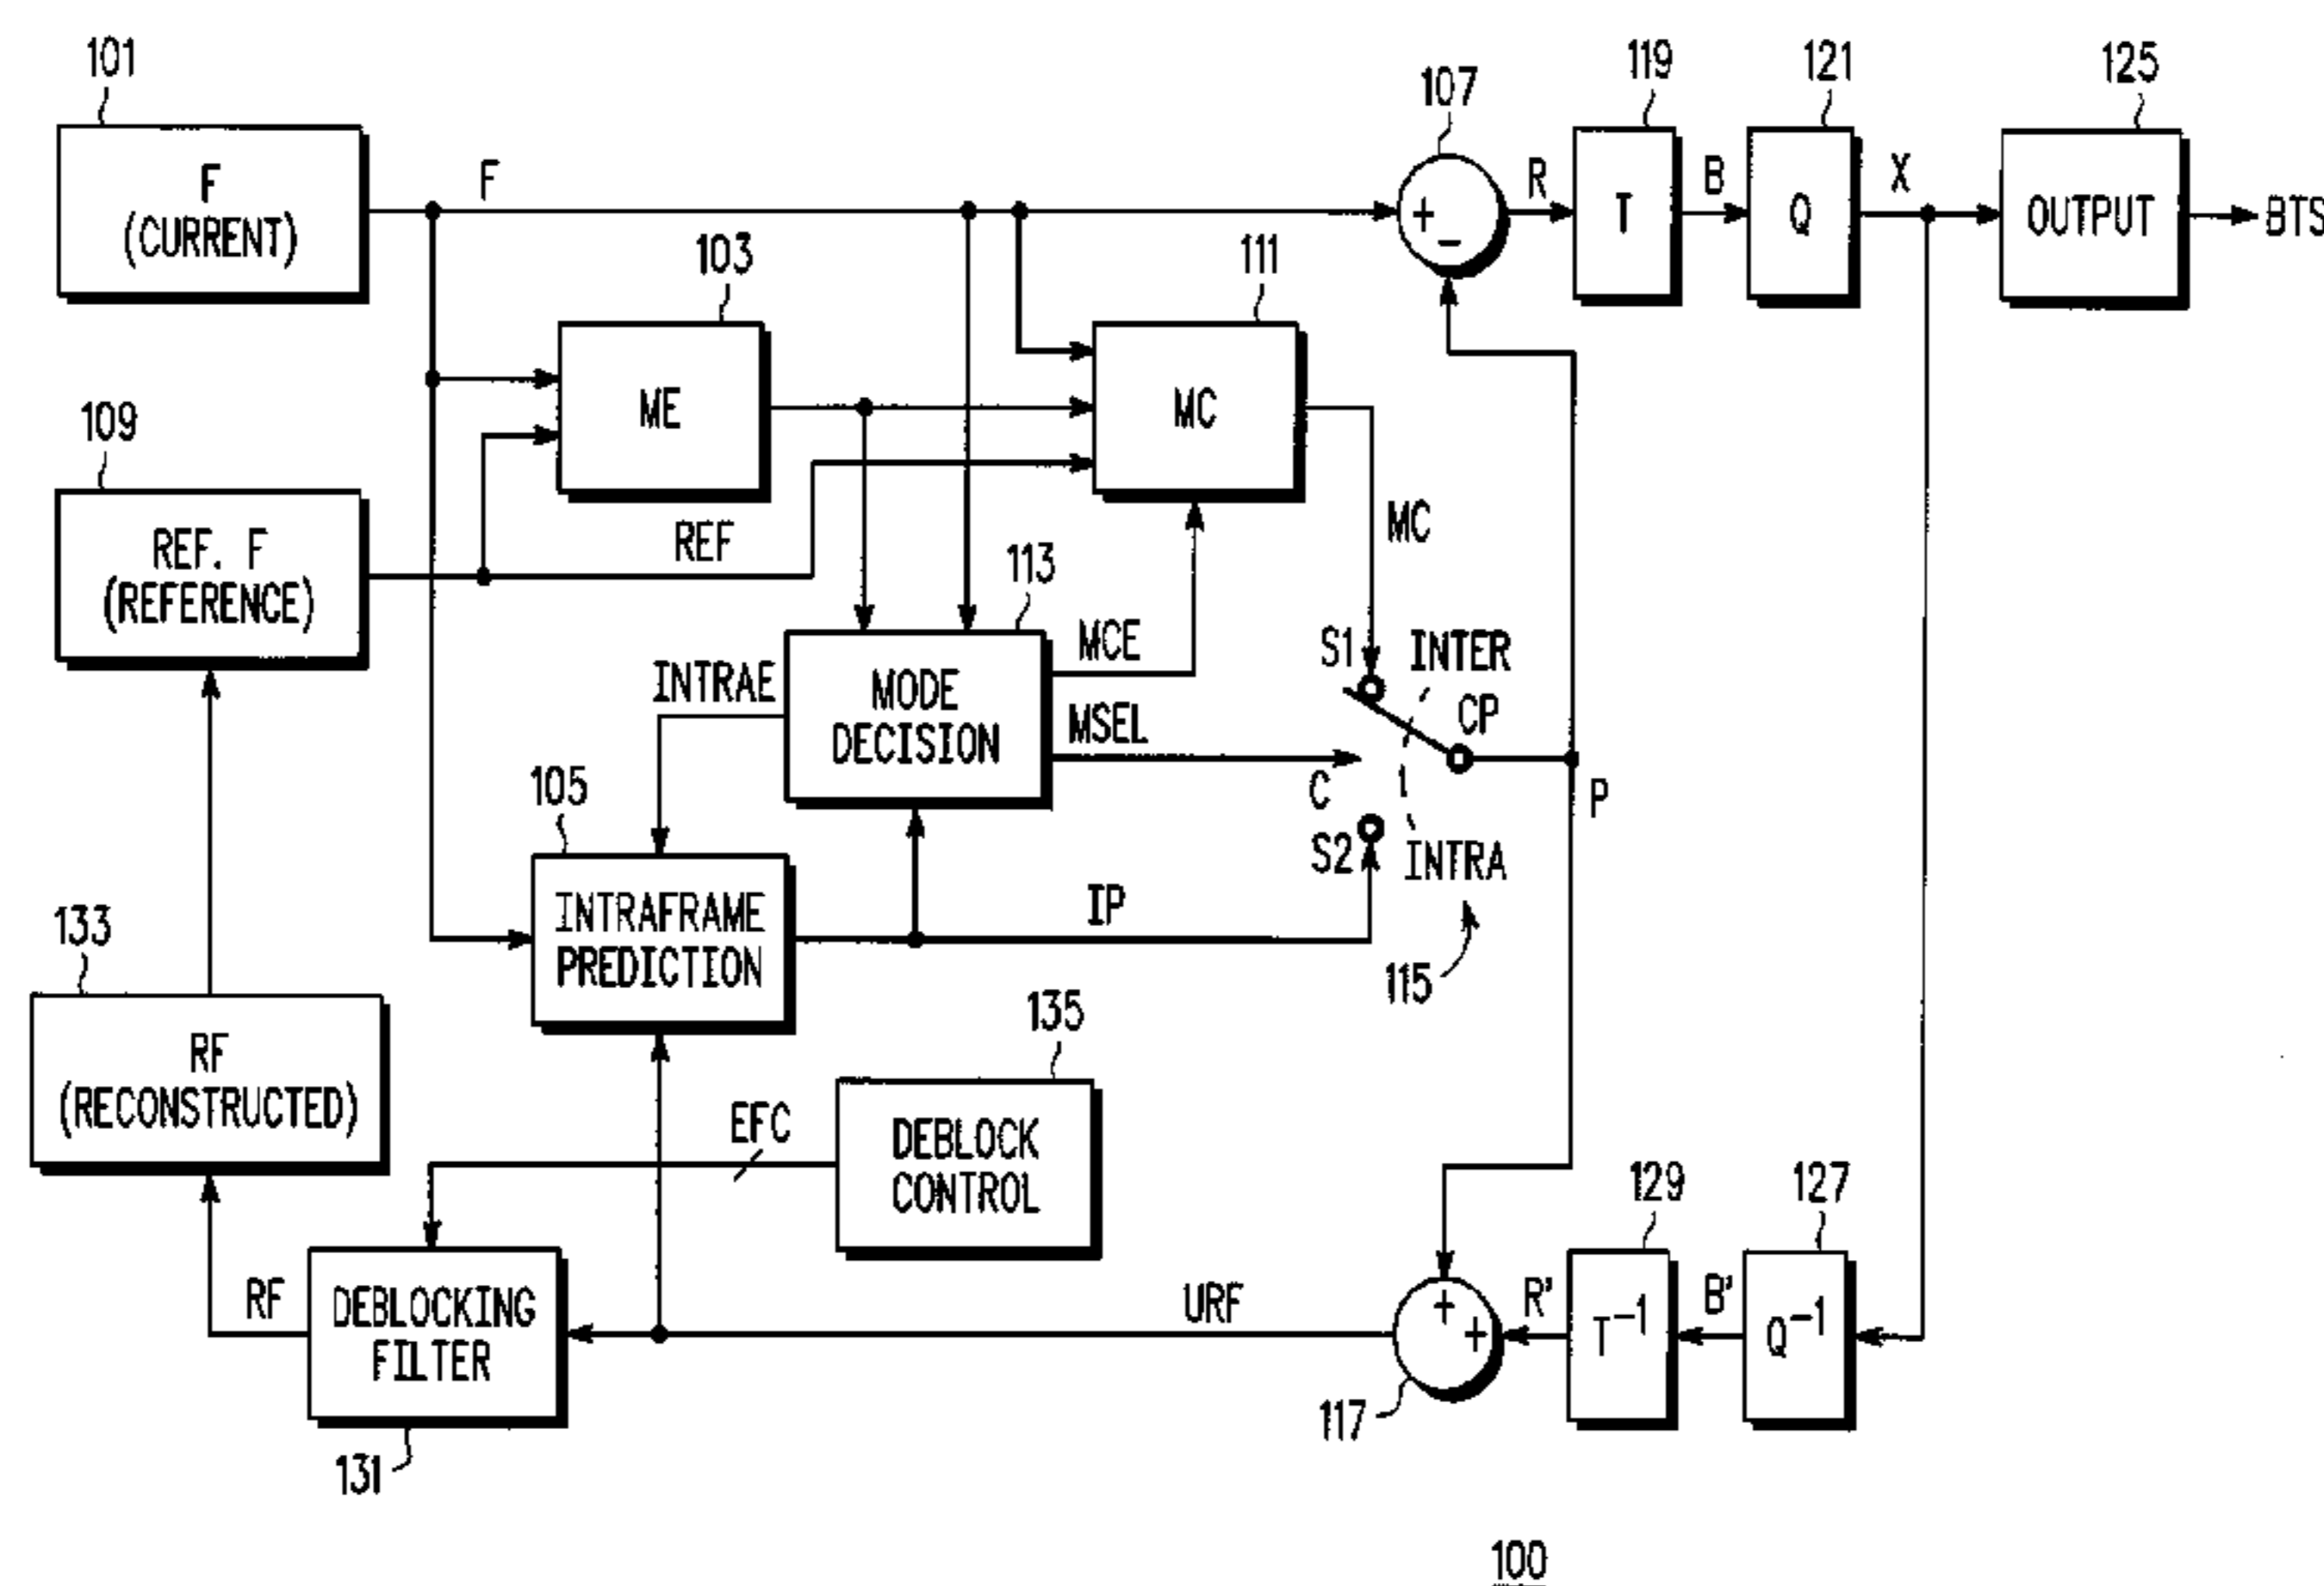 101
F
(CURRENT)
F
107
+
−
R
119
T
B
121
Q
X
125
OUTPUT
BTS
103
ME
111
MC
109
REF. F
(REFERENCE)
REF
MC
113
MODE
DECISION
INTRAE
MCE
MSEL
S1
INTER
CP
C
S2
INTRA
P
115
105
INTRAFRAME
PREDICTION
IP
133
RF
(RECONSTRUCTED)
135
DEBLOCK
CONTROL
EFC
RF
DEBLOCKING
FILTER
131
URF
+
+
117
R'
129
T-1
B'
127
Q-1
100